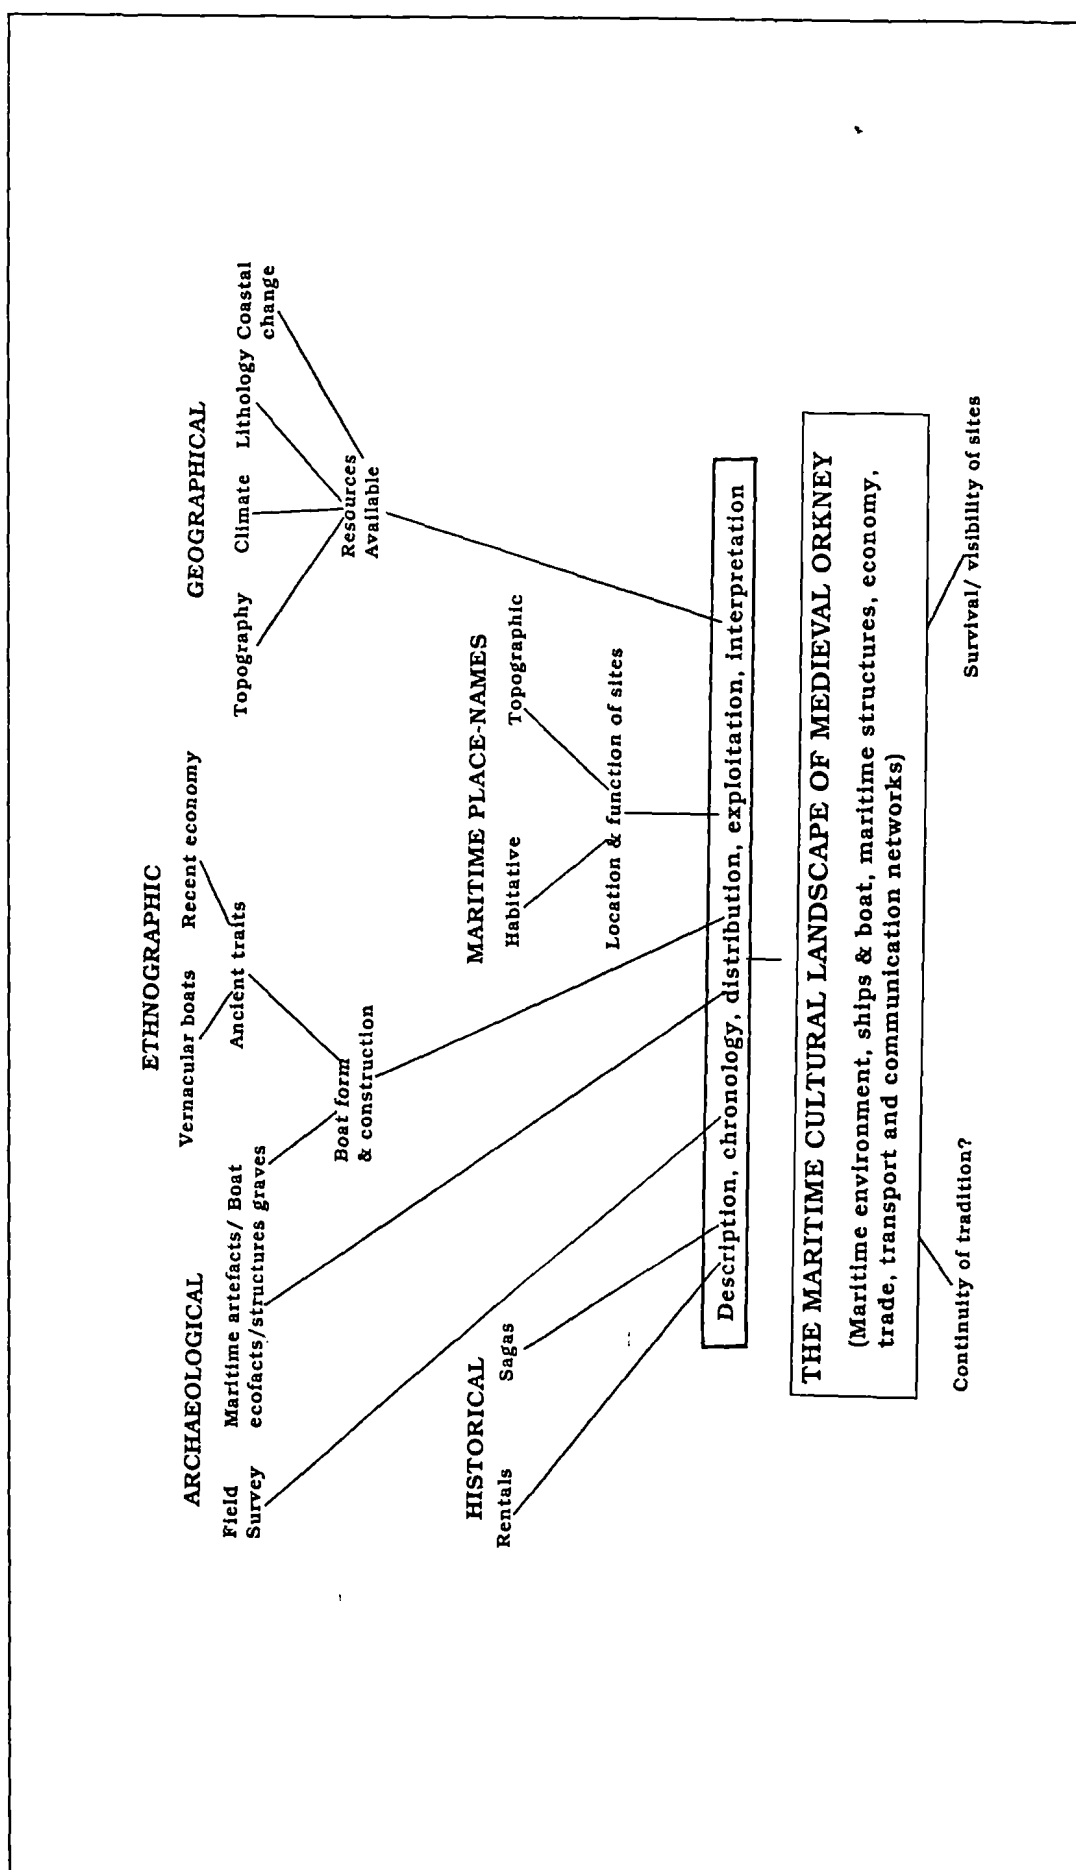 ETHNOGRAPHIC
Vernacular boats Recent economy
Ancient traits
ARCHAEOLOGICAL
Field
Survey
Maritime artefacts/ Boat
ecofacts/structures graves
Boat form
& construction
GEOGRAPHICAL
Topography Climate Lithology Coastal
change
Resources
Available
HISTORICAL
Rentals Sagas
MARITIME PLACE-NAMES
Habitative Topographic
Location & function of sites
Description, chronology, distribution, exploitation, interpretation
THE MARITIME CULTURAL LANDSCAPE OF MEDIEVAL ORKNEY
(Maritime environment, ships & boat, maritime structures, economy,
trade, transport and communication networks)
Continuity of tradition?
Survival/ visibility of sites